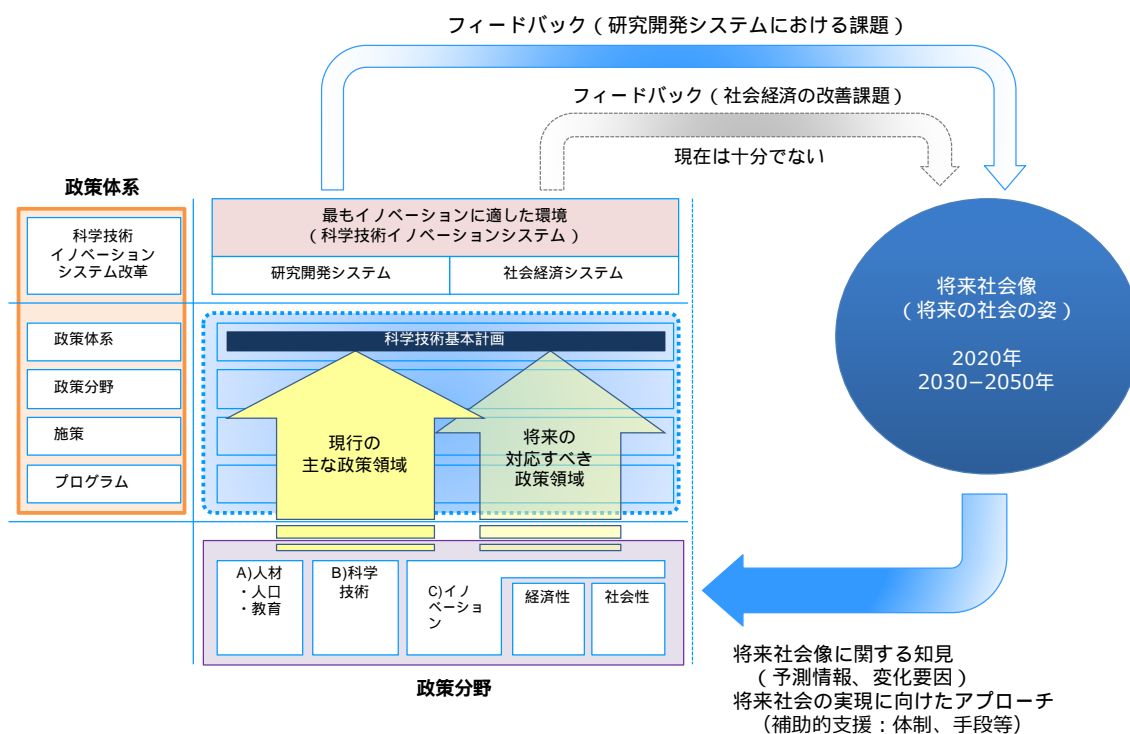 フィードバック（研究開発システムにおける課題）
フィードバック（社会経済の改善課題）
現在は十分でない
政策体系
科学技術
イノベーション
システム改革
政策体系
政策分野
施策
プログラム
最もイノベーションに適した環境
（科学技術イノベーションシステム）
研究開発システム
社会経済システム
科学技術基本計画
現行の
主な政策領域
将来の
対応すべき
政策領域
A)人材
・人口
・教育
B)科学
技術
C)イノ
ベーショ
ン
経済性
社会性
政策分野
将来社会像
（将来の社会の姿）
2020年
2030−2050年
将来社会像に関する知見
（予測情報、変化要因）
将来社会の実現に向けたアプローチ
（補助的支援：体制、手段等）